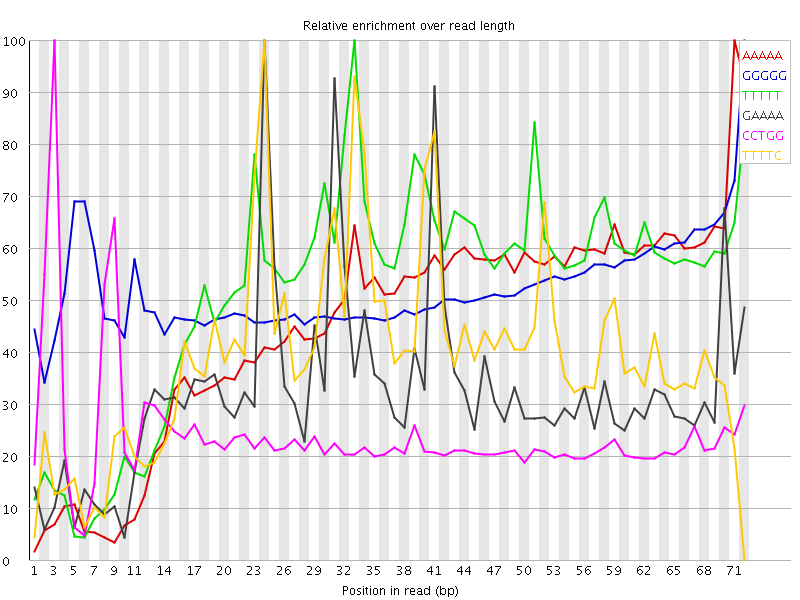 Relative enrichment over read length
100
90
80
70
60
50
40
30
20
10
0
AAAAA
GGGGG
TTTTT
GAAAA
CCTGG
TTTTC
1 3 5 7 9 11 14 17 20 23 26 29 32 35 38 41 44 47 50 53 56 59 62 65 68 71
Position in read (bp)